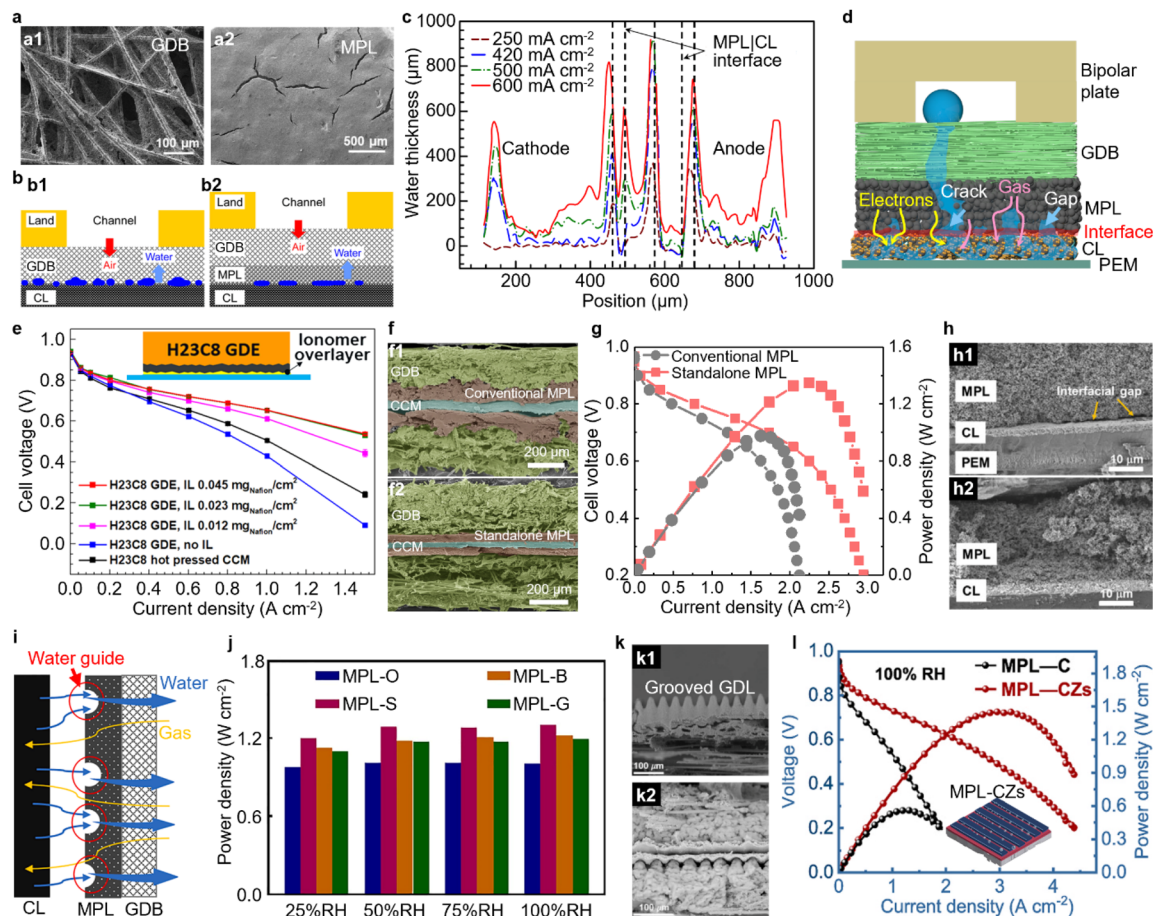 a
a1
GDB
100 μm
a2
MPL
500 μm
b
b1
Land
Channel
Air
Water
GDB
CL
b2
Land
Channel
GDB
Air
Water
MPL
CL
c
1000
800
600
400
200
0
Water thickness (μm)
250 mA cm-2
420 mA cm-2
500 mA cm-2
600 mA cm-2
MPL|CL
interface
Cathode
Anode
200 400 600 800 1000
Position (μm)
d
Bipolar
plate
GDB
Crack
Gas
Electrons
Gap
MPL
Interface
CL
PEM
e
1.0
0.8
0.6
0.4
0.2
0.0
Cell voltage (V)
H23C8 GDE
Ionomer
overlayer
H23C8 GDE, IL 0.045 mgNafion/cm2
H23C8 GDE, IL 0.023 mgNafion/cm2
H23C8 GDE, IL 0.012 mgNafion/cm2
H23C8 GDE, no IL
H23C8 hot pressed CCM
0.0 0.2 0.4 0.6 0.8 1.0 1.2 1.4
Current density (A cm-2)
f
f1
GDB
Conventional MPL
CCM
200 μm
f2
GDB
Standalone MPL
CCM
200 μm
g
Conventional MPL
Standalone MPL
1.0
0.8
0.6
0.4
0.2
Cell voltage (V)
1.5
1.2
0.9
0.6
0.3
0.0
Power density (W cm-2)
0.0 0.5 1.0 1.5 2.0 2.5 3.0
Current density (A cm-2)
h
h1
MPL
Interfacial gap
CL
PEM
10 μm
h2
MPL
CL
10 μm
i
Water guide
Water
Gas
CL MPL GDB
j
1.8
1.2
0.6
0.0
Power density (W cm-2)
MPL-O
MPL-B
MPL-S
MPL-G
25%RH 50%RH 75%RH 100%RH
k
k1
Grooved GDL
100 μm
k2
100 μm
l
1.0
0.8
0.6
0.4
0.2
0.0
Voltage (V)
100% RH
MPL—C
MPL—CZs
MPL-CZs
1.8
1.5
1.2
0.9
0.6
0.3
0.0
Power density (W cm-2)
0 1 2 3 4
Current density (A cm-2)